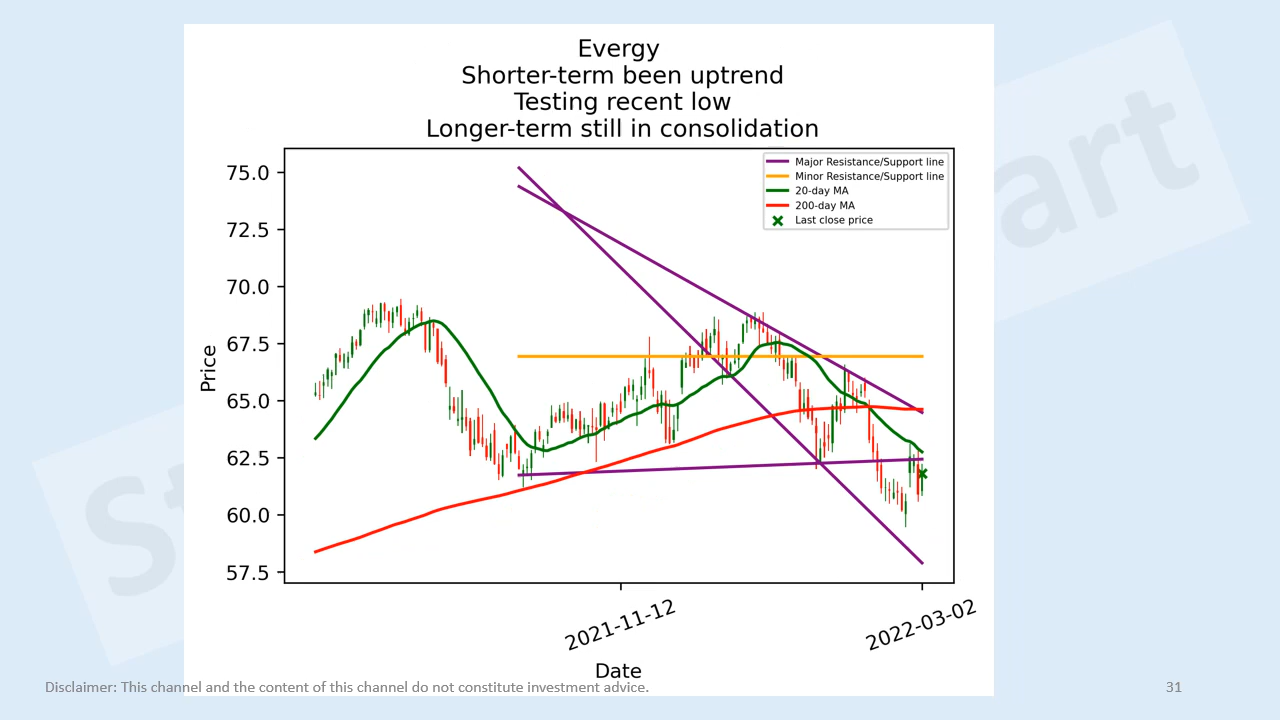 Evergy
Shorter-term been uptrend
Testing recent low
Longer-term still in consolidation
Major Resistance/Support line
Minor Resistance/Support line
20-day MA
200-day MA
Last close price
75.0
72.5
70.0
67.5
65.0
62.5
60.0
57.5
Price
2021-11-12
2022-03-02
Date
Disclaimer: This channel and the content of this channel do not constitute investment advice.
31
St
art